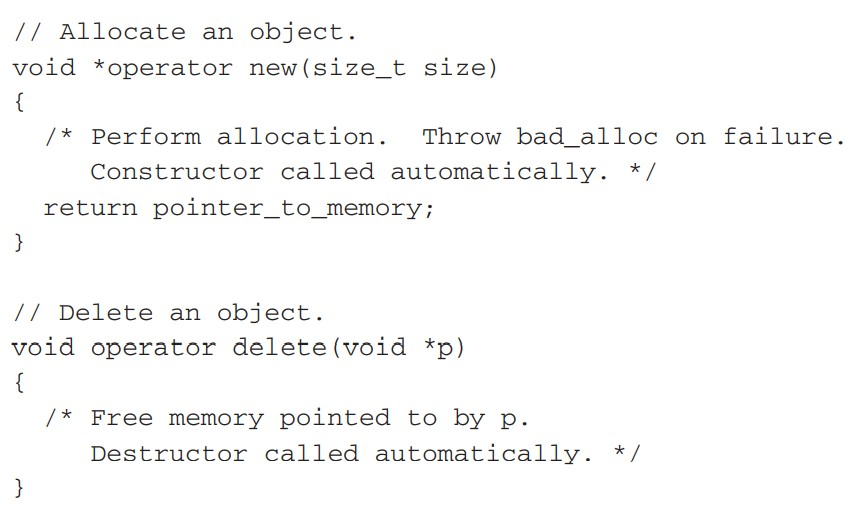 // Allocate an object.
void *operator new(size_t size)
{
  /* Perform allocation.  Throw bad_alloc on failure.
     Constructor called automatically. */
  return pointer_to_memory;
}

// Delete an object.
void operator delete(void *p)
{
  /* Free memory pointed to by p.
     Destructor called automatically. */
}